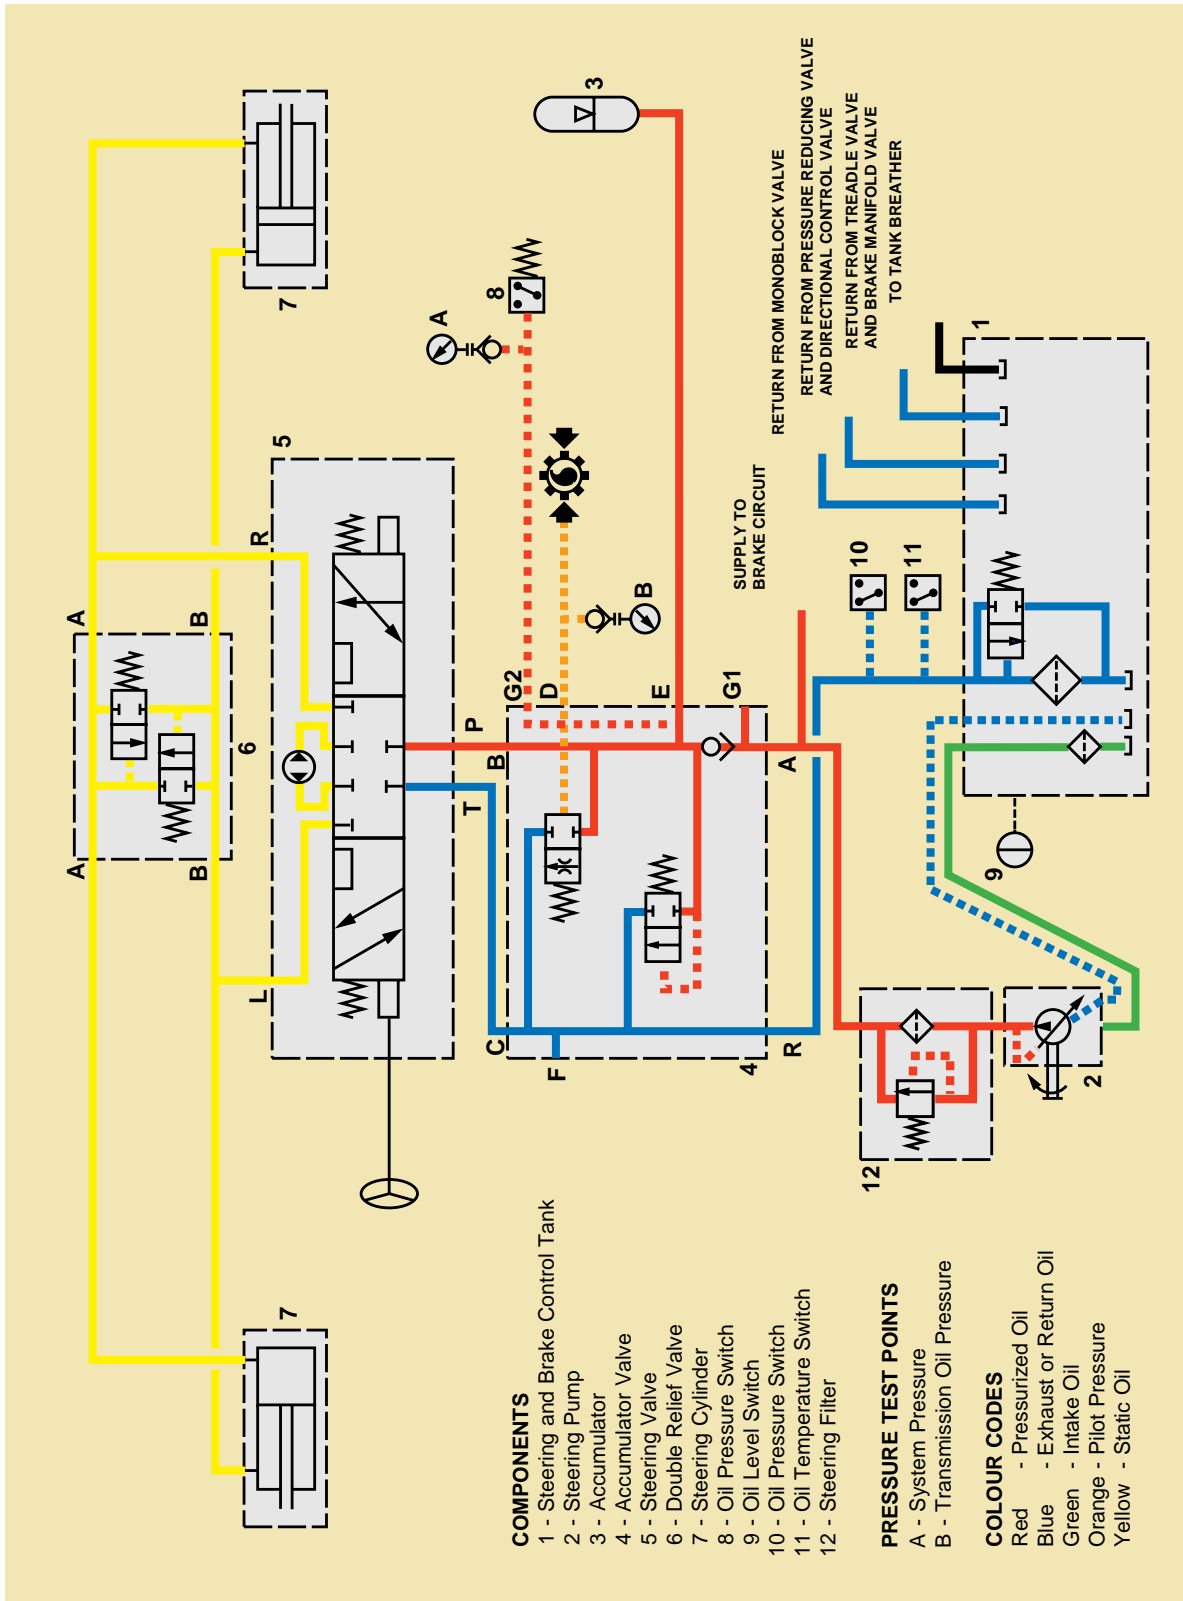 7
7
A
A
B
B
6
5
R
L
P
T
3
8
A
B
G2
D
E
G1
B
A
C
F
R
4
SUPPLY TO
BRAKE CIRCUIT
RETURN FROM MONOBLOCK VALVE
RETURN FROM PRESSURE REDUCING VALVE
AND DIRECTIONAL CONTROL VALVE
RETURN FROM TREADLE VALVE
AND BRAKE MANIFOLD VALVE
TO TANK BREATHER
1
10
11
9
12
2
COMPONENTS
1 - Steering and Brake Control Tank
2 - Steering Pump
3 - Accumulator
4 - Accumulator Valve
5 - Steering Valve
6 - Double Relief Valve
7 - Steering Cylinder
8 - Oil Pressure Switch
9 - Oil Level Switch
10 - Oil Pressure Switch
11 - Oil Temperature Switch
12 - Steering Filter
PRESSURE TEST POINTS
A - System Pressure
B - Transmission Oil Pressure
COLOUR CODES
Red - Pressurized Oil
Blue - Exhaust or Return Oil
Green - Intake Oil
Orange - Pilot Pressure
Yellow - Static Oil